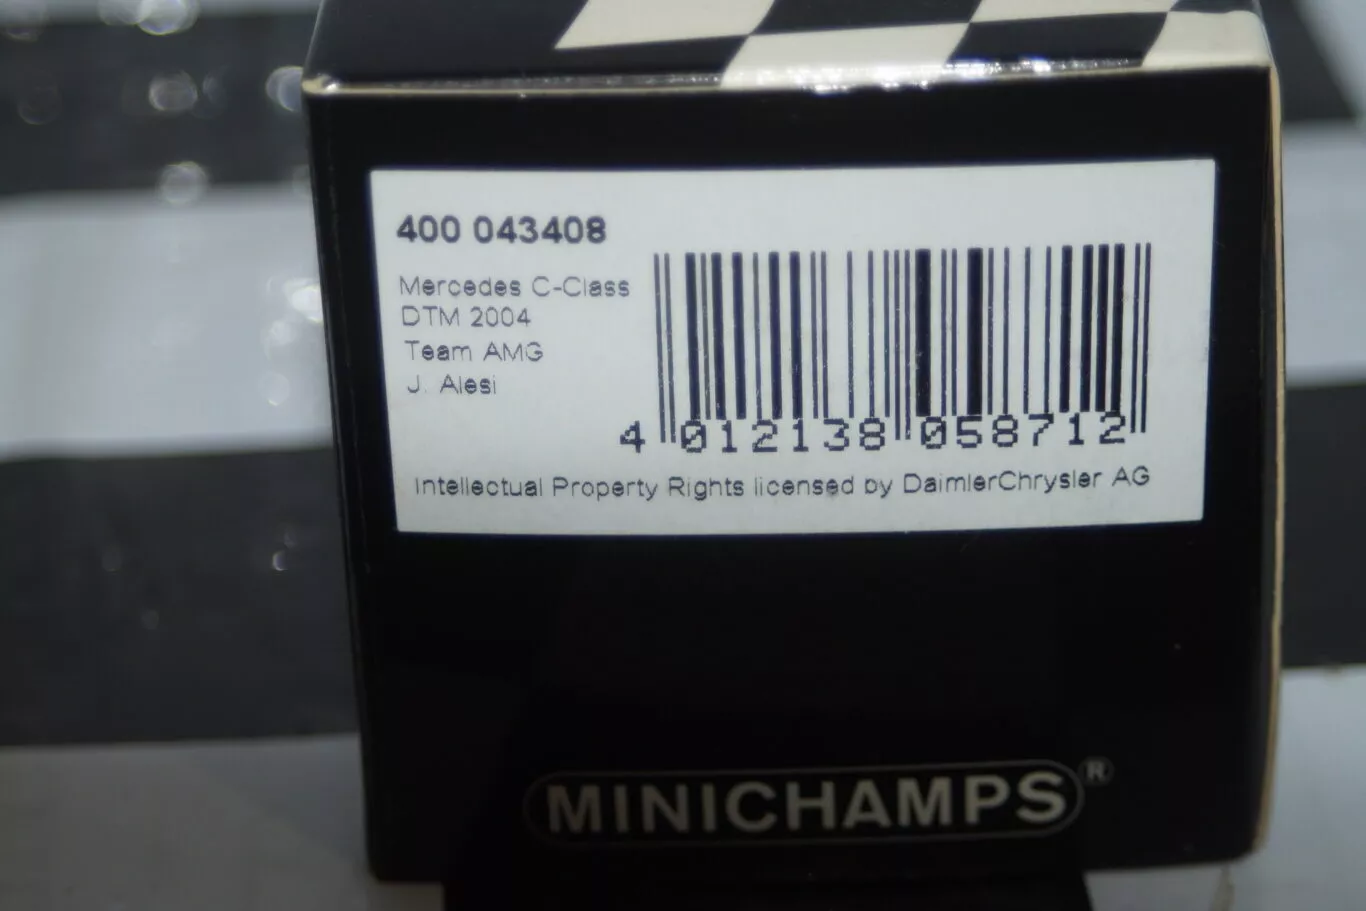 400 043408
Mercedes C-Class
DTM 2004
Team AMG
J. Alesi
4 012138 058712
Intellectual Property Rights licensed by DaimlerChrysler AG
MINICHAMPS®